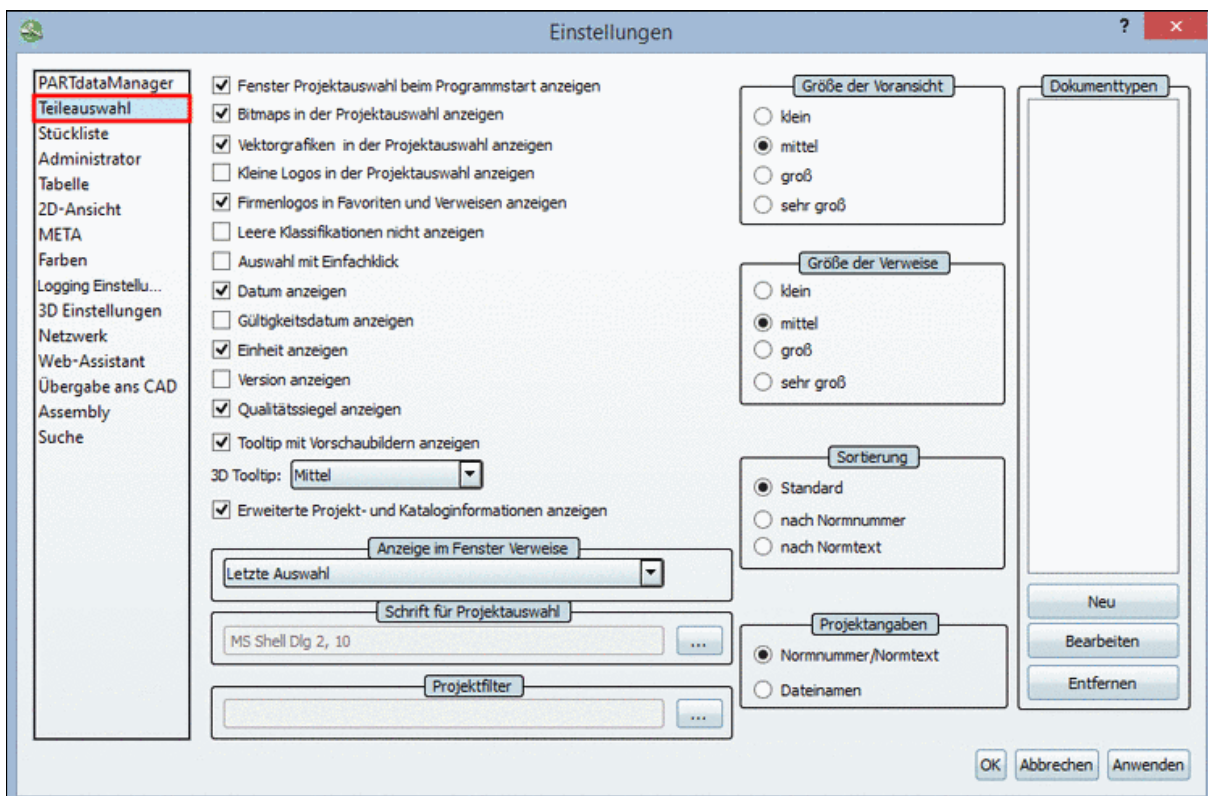 Einstellungen
?
PARTdataManager
Teileauswahl
Stückliste
Administrator
Tabelle
2D-Ansicht
META
Farben
Logging Einstellu...
3D Einstellungen
Netzwerk
Web-Assistant
Übergabe ans CAD
Assembly
Suche
Fenster Projektauswahl beim Programmstart anzeigen
Bitmaps in der Projektauswahl anzeigen
Vektorgrafiken in der Projektauswahl anzeigen
Kleine Logos in der Projektauswahl anzeigen
Firmenlogos in Favoriten und Verweisen anzeigen
Leere Klassifikationen nicht anzeigen
Auswahl mit Einfachklick
Datum anzeigen
Gültigkeitsdatum anzeigen
Einheit anzeigen
Version anzeigen
Qualitätssiegel anzeigen
Tooltip mit Vorschaubildern anzeigen
3D Tooltip: Mittel
Erweiterte Projekt- und Kataloginformationen anzeigen
Anzeige im Fenster Verweise
Letzte Auswahl
Schrift für Projektauswahl
MS Shell Dlg 2, 10
...
Projektfilter
...
Größe der Voransicht
klein
mittel
groß
sehr groß
Größe der Verweise
klein
mittel
groß
sehr groß
Sortierung
Standard
nach Normnummer
nach Normtext
Projektangaben
Normnummer/Normtext
Dateinamen
Dokumenttypen
Neu
Bearbeiten
Entfernen
OK
Abbrechen
Anwenden